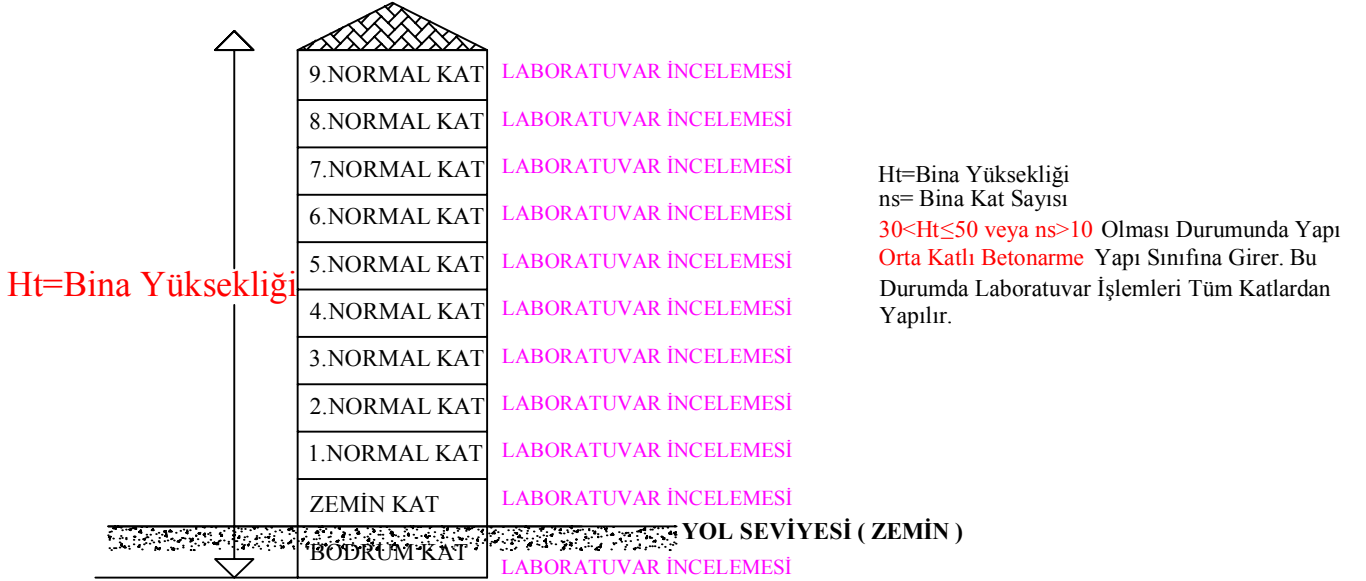 9.NORMAL KAT LABORATUVAR İNCELEMESİ
8.NORMAL KAT LABORATUVAR İNCELEMESİ
7.NORMAL KAT LABORATUVAR İNCELEMESİ
6.NORMAL KAT LABORATUVAR İNCELEMESİ
5.NORMAL KAT LABORATUVAR İNCELEMESİ
4.NORMAL KAT LABORATUVAR İNCELEMESİ
3.NORMAL KAT LABORATUVAR İNCELEMESİ
2.NORMAL KAT LABORATUVAR İNCELEMESİ
1.NORMAL KAT LABORATUVAR İNCELEMESİ
ZEMİN KAT LABORATUVAR İNCELEMESİ
YOL SEVİYESİ ( ZEMİN )
BODRUM KAT LABORATUVAR İNCELEMESİ
Ht=Bina Yüksekliği
Ht=Bina Yüksekliği
ns= Bina Kat Sayısı
30<Ht≤50 veya ns>10 Olması Durumunda Yapı
Orta Katlı Betonarme Yapı Sınıfına Girer. Bu
Durumda Laboratuvar İşlemleri Tüm Katlardan
Yapılır.